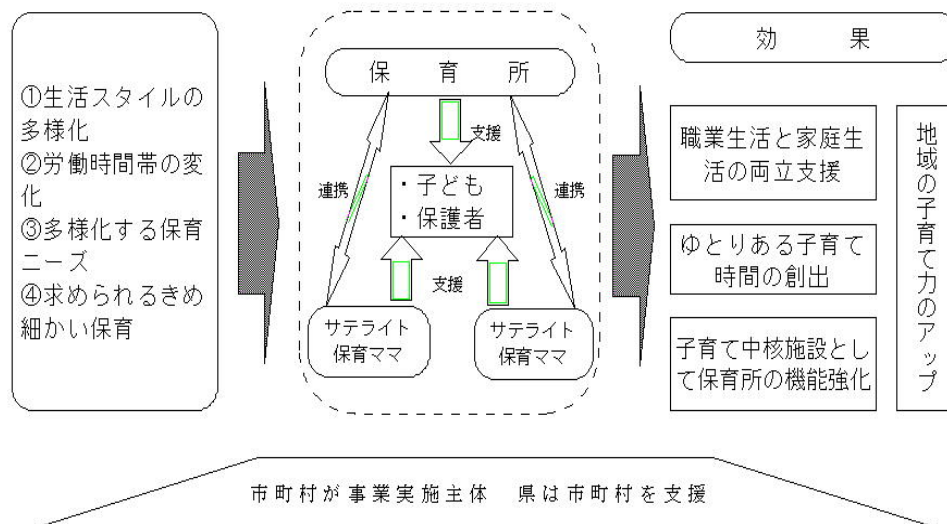 ①生活スタイルの
多様化
②労働時間帯の変
化
③多様化する保育
ニーズ
④求められるきめ
細かい保育
保育所
支援
連携
・子ども
・保護者
連携
支援
サテライト
保育ママ
サテライト
保育ママ
効果
職業生活と家庭生
活の両立支援
ゆとりある子育て
時間の創出
子育て中核施設とし
て保育所の機能強化
地域の子育て力のアップ
市町村が事業実施主体　県は市町村を支援